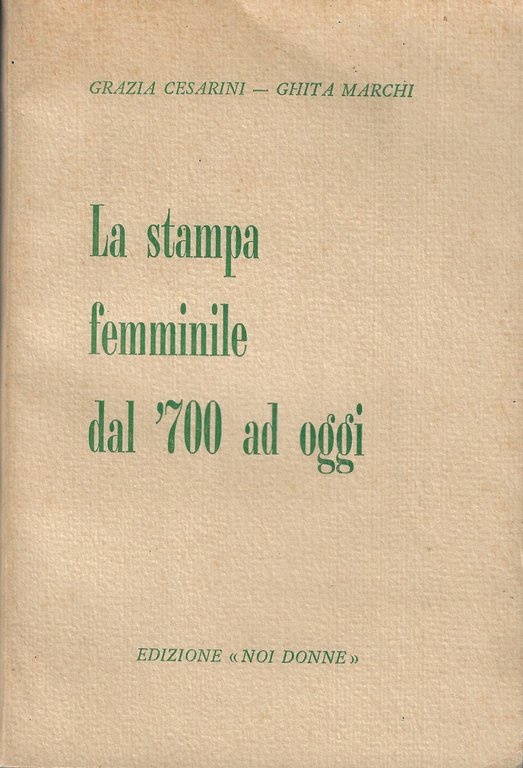 GRAZIA CESARINI — GHITA MARCHI
La stampa
femminile
dal '700 ad oggi
EDIZIONE «NOI DONNE»